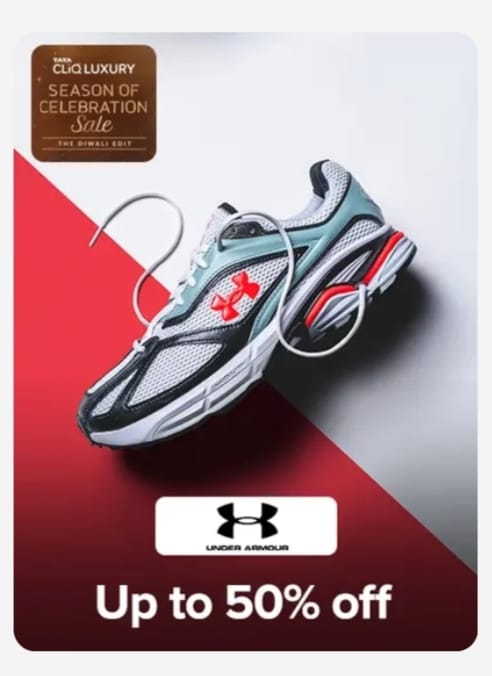 TATA
CLiQ LUXURY
SEASON OF
CELEBRATION
Sale
THE DIWALI EDIT
UNDER ARMOUR
Up to 50% off